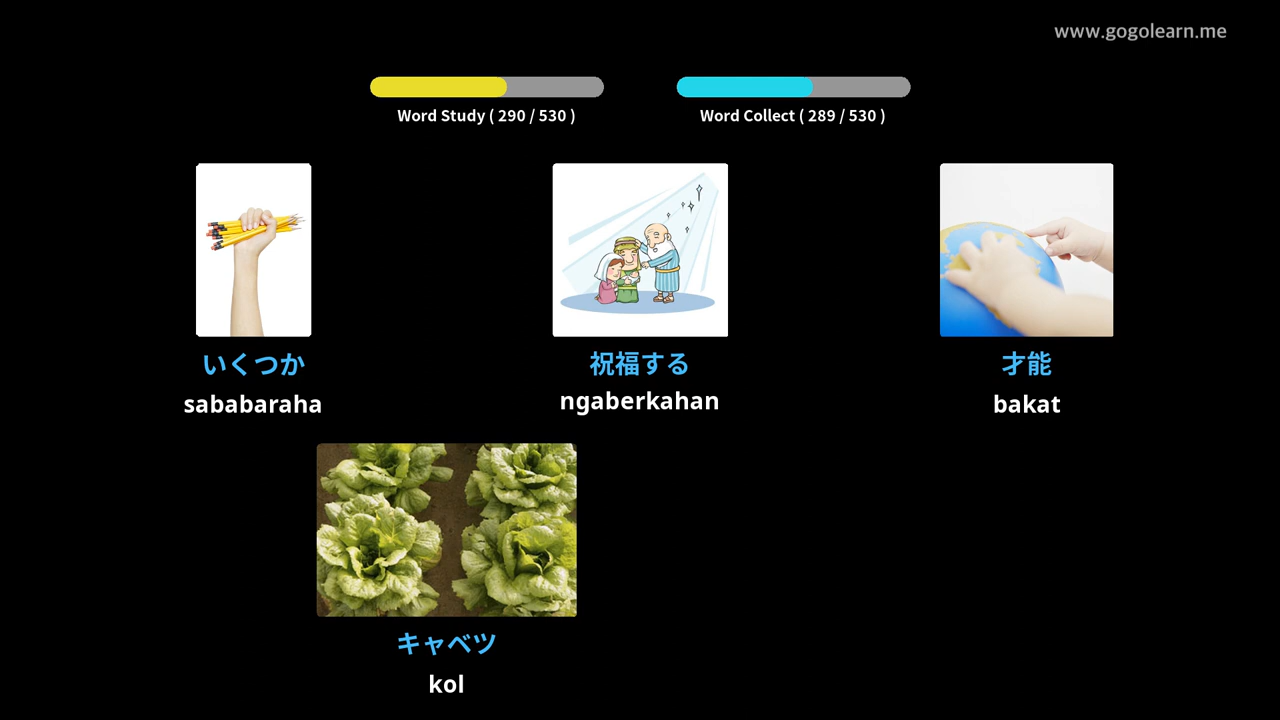 www.gogolearn.me
Word Study ( 290 / 530 )
Word Collect ( 289 / 530 )
いくつか
sababaraha
祝福する
ngaberkahan
才能
bakat
キャベツ
kol